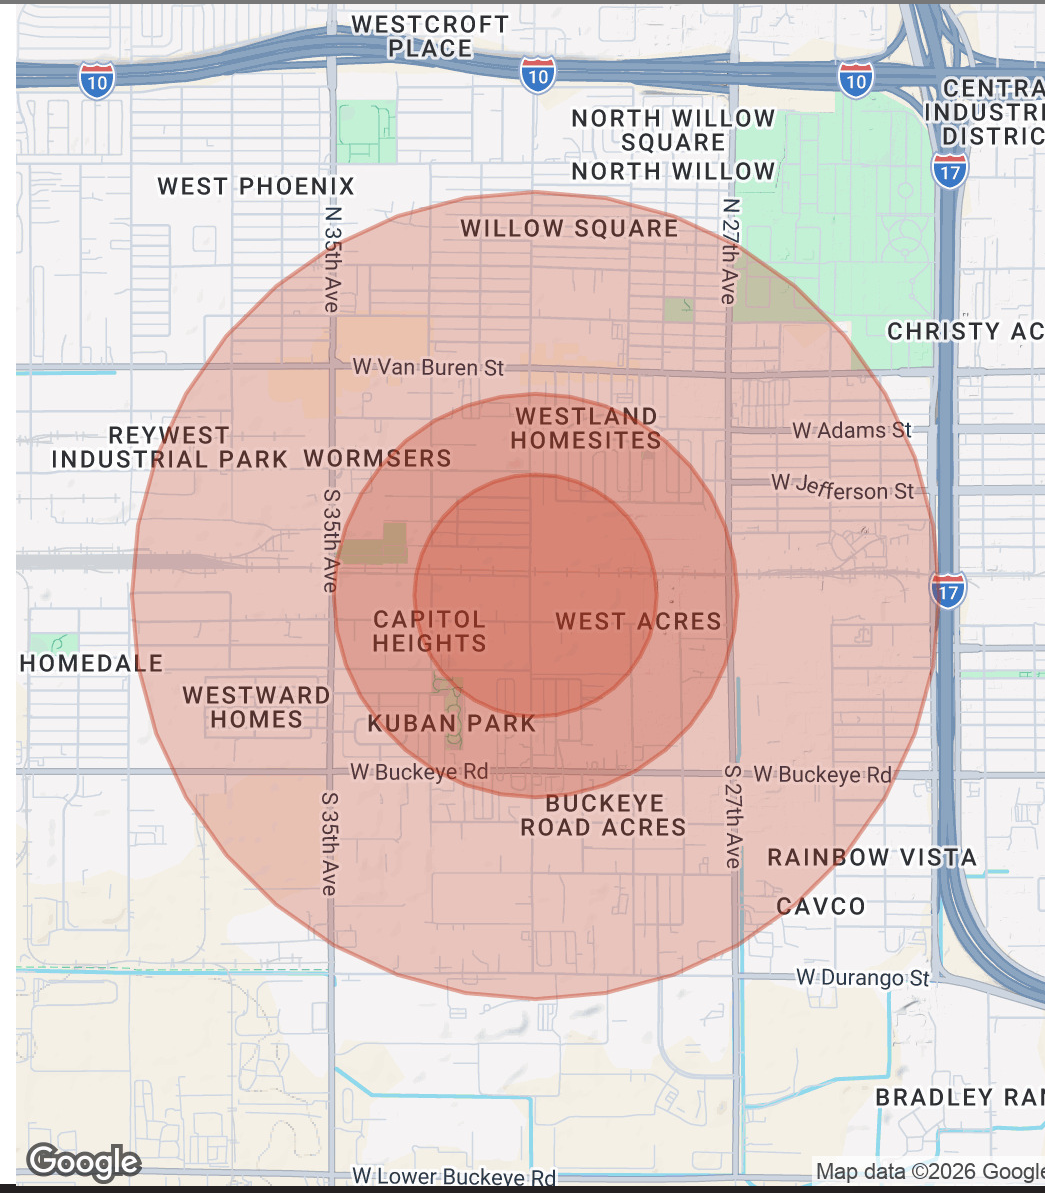 WESTCROFT
PLACE
10
10
10
CENTRA
INDUSTRI
DISTRIC
NORTH WILLOW
SQUARE
NORTH WILLOW
17
WEST PHOENIX
N 35th Ave
N 27th Ave
WILLOW SQUARE
CHRISTY AC
W Van Buren St
WESTLAND
HOMESITES
W Adams St
REYWEST
INDUSTRIAL PARK
WORMSERS
W Jefferson St
S 35th Ave
17
CAPITOL
HEIGHTS
WEST ACRES
HOMEDALE
WESTWARD
HOMES
KUBAN PARK
W Buckeye Rd
W Buckeye Rd
S 35th Ave
S 27th Ave
BUCKEYE
ROAD ACRES
RAINBOW VISTA
CAVCO
W Durango St
BRADLEY RAN
Google
W Lower Buckeye Rd
Map data ©2026 Google